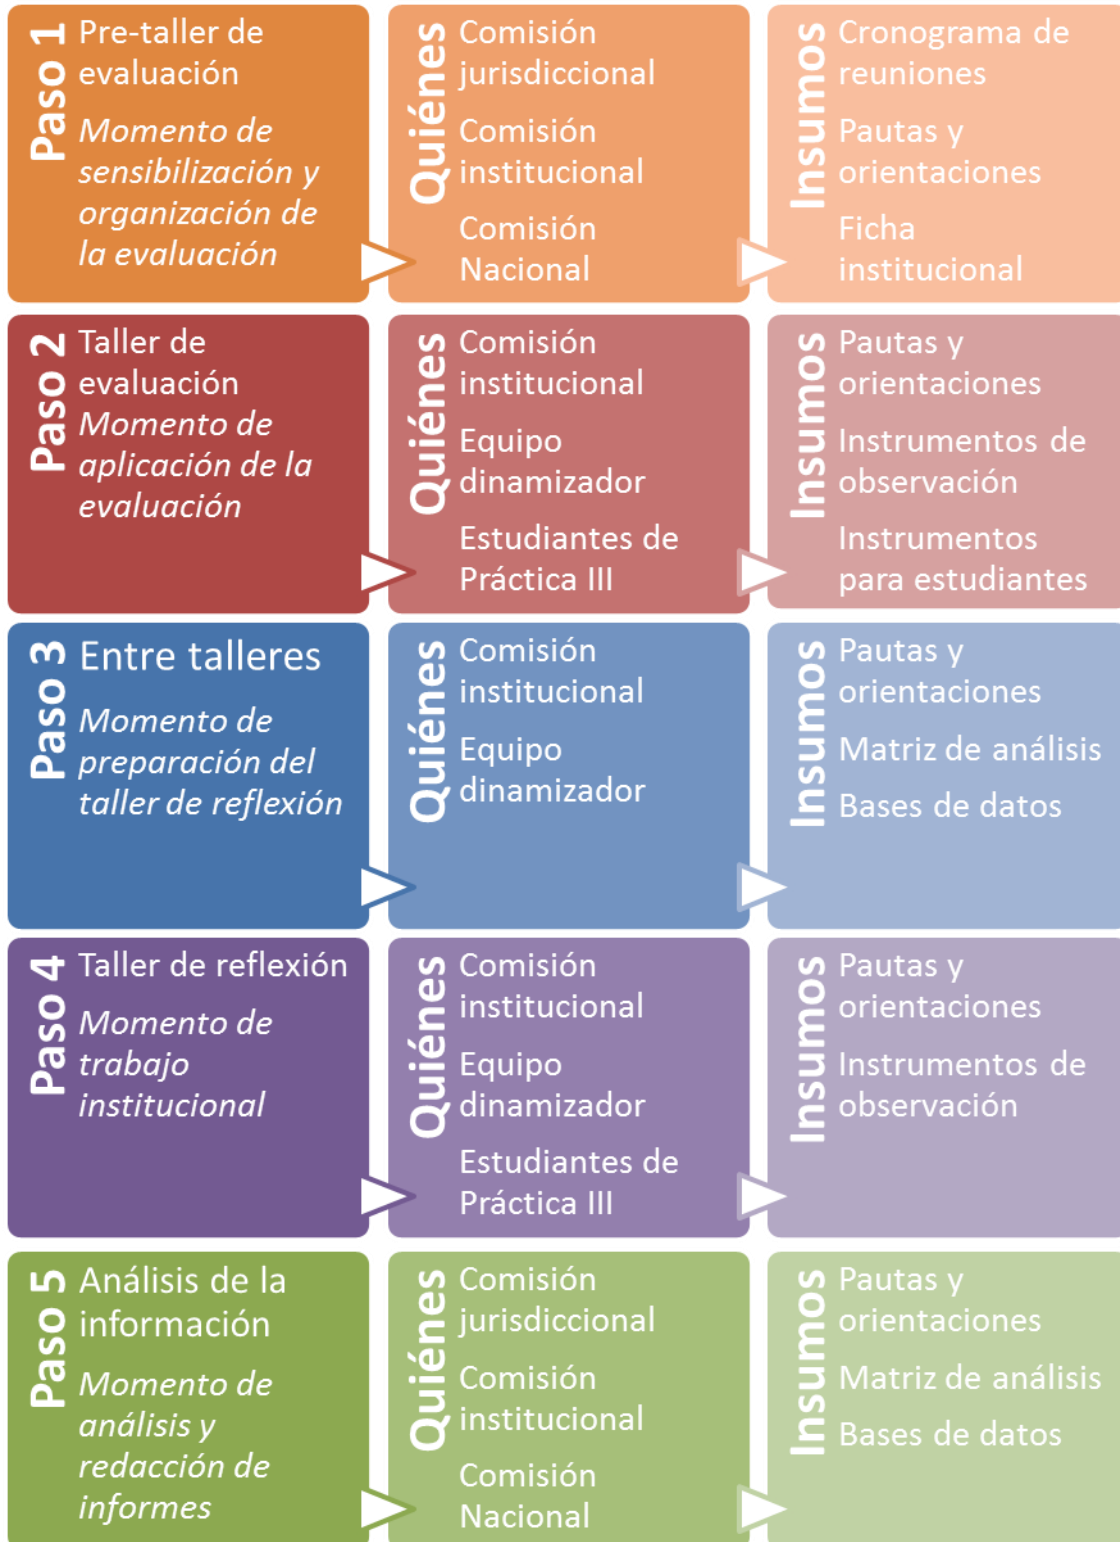 Paso 1
Pre-taller de
evaluación
Momento de
sensibilización y
organización de
la evaluación
Quiénes
Comisión
jurisdiccional
Comisión
institucional
Comisión
Nacional
Insumos
Cronograma de
reuniones
Pautas y
orientaciones
Ficha
institucional
Paso 2
Taller de
evaluación
Momento de
aplicación de la
evaluación
Quiénes
Comisión
institucional
Equipo
dinamizador
Estudiantes de
Práctica III
Insumos
Pautas y
orientaciones
Instrumentos de
observación
Instrumentos
para estudiantes
Paso 3
Entre talleres
Momento de
preparación del
taller de reflexión
Quiénes
Comisión
institucional
Equipo
dinamizador
Insumos
Pautas y
orientaciones
Matriz de análisis
Bases de datos
Paso 4
Taller de reflexión
Momento de
trabajo
institucional
Quiénes
Comisión
institucional
Equipo
dinamizador
Estudiantes de
Práctica III
Insumos
Pautas y
orientaciones
Instrumentos de
observación
Paso 5
Análisis de la
información
Momento de
análisis y
redacción de
informes
Quiénes
Comisión
jurisdiccional
Comisión
institucional
Comisión
Nacional
Insumos
Pautas y
orientaciones
Matriz de análisis
Bases de datos